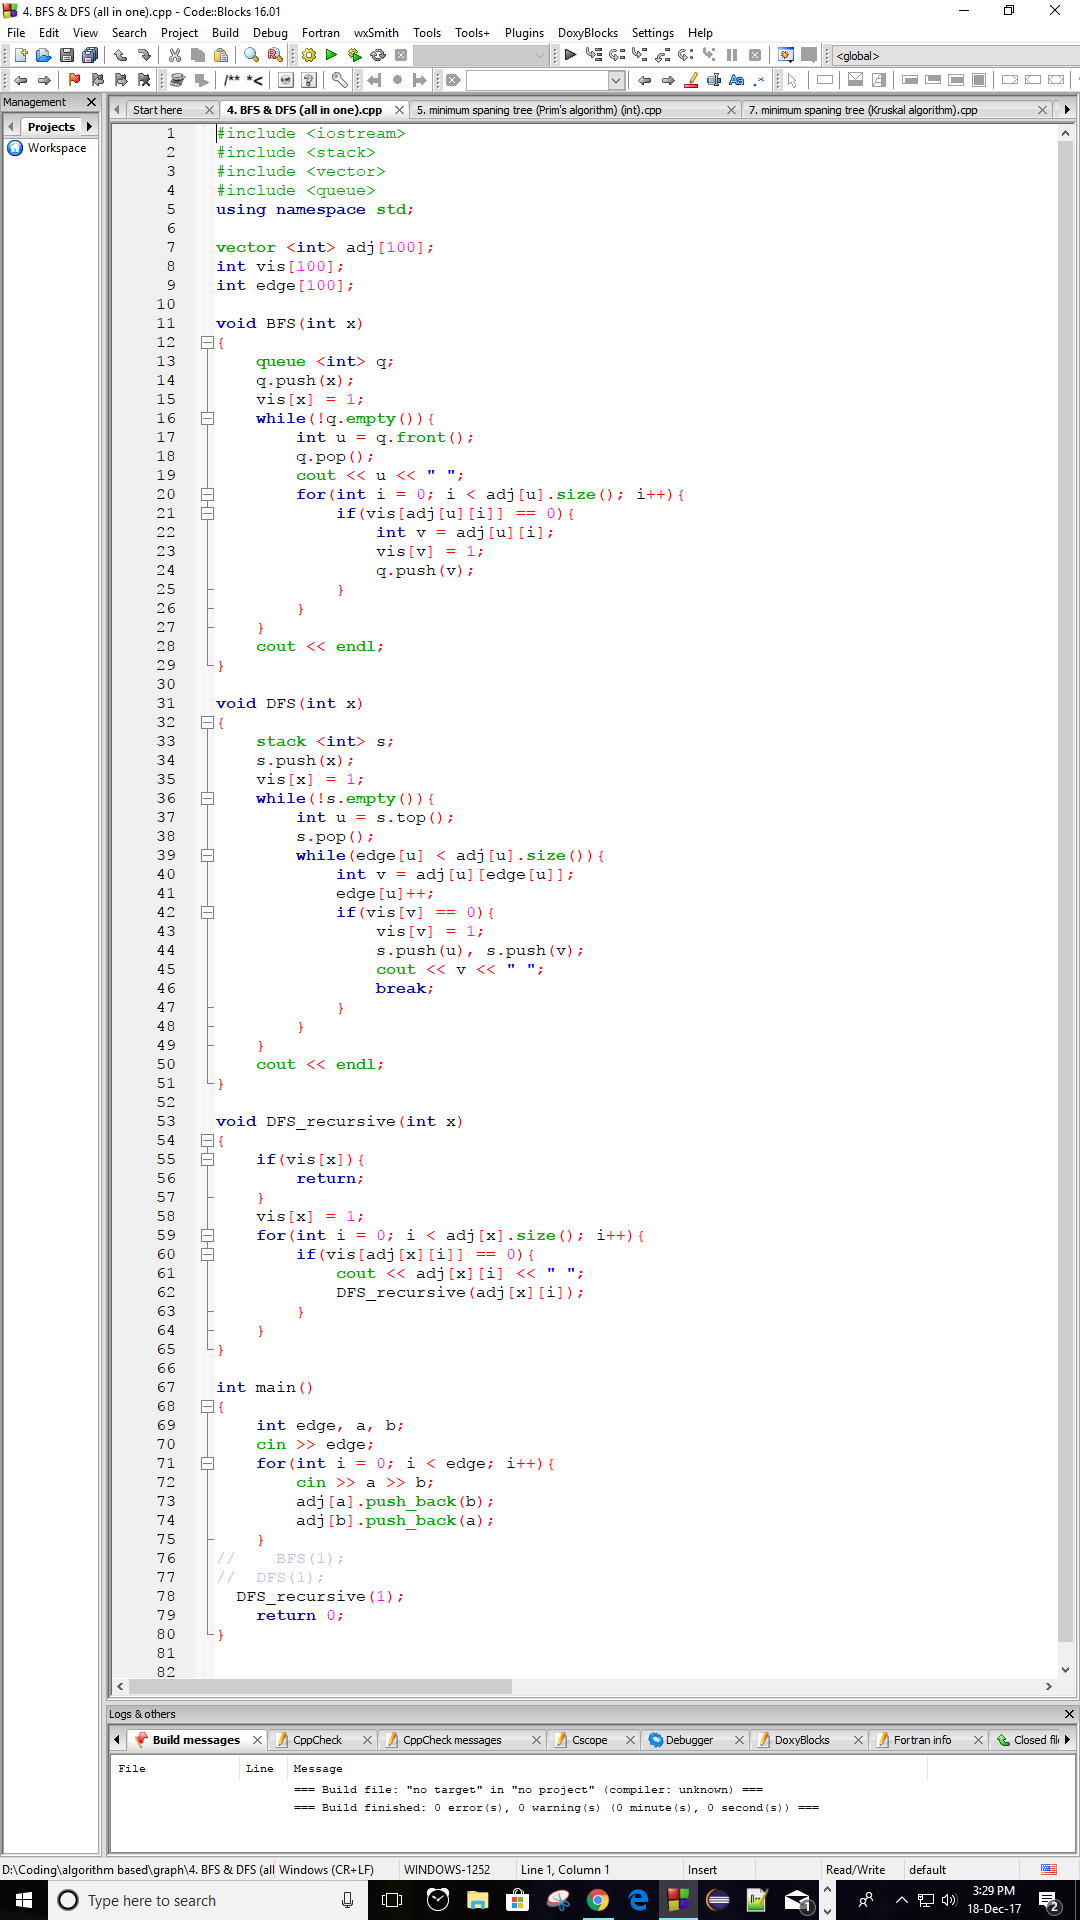 4. BFS & DFS (all in one).cpp - Code::Blocks 16.01
File Edit View Search Project Build Debug Fortran wxSmith Tools Tools+ Plugins DoxyBlocks Settings Help
<global>
/** *<
Management
Start here
4. BFS & DFS (all in one).cpp
5. minimum spaning tree (Prim's algorithm) (int).cpp
7. minimum spaning tree (Kruskal algorithm).cpp
Projects
Workspace
1 #include <iostream>
2 #include <stack>
3 #include <vector>
4 #include <queue>
5 using namespace std;
6
7 vector <int> adj[100];
8 int vis[100];
9 int edge[100];
10
11 void BFS(int x)
12 {
13     queue <int> q;
14     q.push(x);
15     vis[x] = 1;
16     while(!q.empty()){
17         int u = q.front();
18         q.pop();
19         cout << u << " ";
20         for(int i = 0; i < adj[u].size(); i++){
21             if(vis[adj[u][i]] == 0){
22                 int v = adj[u][i];
23                 vis[v] = 1;
24                 q.push(v);
25             }
26         }
27     }
28     cout << endl;
29 }
30
31 void DFS(int x)
32 {
33     stack <int> s;
34     s.push(x);
35     vis[x] = 1;
36     while(!s.empty()){
37         int u = s.top();
38         s.pop();
39         while(edge[u] < adj[u].size()){
40             int v = adj[u][edge[u]];
41             edge[u]++;
42             if(vis[v] == 0){
43                 vis[v] = 1;
44                 s.push(u), s.push(v);
45                 cout << v << " ";
46                 break;
47             }
48         }
49     }
50     cout << endl;
51 }
52
53 void DFS_recursive(int x)
54 {
55     if(vis[x]){
56         return;
57     }
58     vis[x] = 1;
59     for(int i = 0; i < adj[x].size(); i++){
60         if(vis[adj[x][i]] == 0){
61             cout << adj[x][i] << " ";
62             DFS_recursive(adj[x][i]);
63         }
64     }
65 }
66
67 int main()
68 {
69     int edge, a, b;
70     cin >> edge;
71     for(int i = 0; i < edge; i++){
72         cin >> a >> b;
73         adj[a].push_back(b);
74         adj[b].push_back(a);
75     }
76 //    BFS(1);
77 //  DFS(1);
78   DFS_recursive(1);
79     return 0;
80 }
81
82
Logs & others
Build messages CppCheck CppCheck messages Cscope Debugger DoxyBlocks Fortran info Closed file
File Line Message
=== Build file: "no target" in "no project" (compiler: unknown) ===
=== Build finished: 0 error(s), 0 warning(s) (0 minute(s), 0 second(s)) ===
D:\Coding\algorithm based\graph\4. BFS & DFS (all Windows (CR+LF) WINDOWS-1252 Line 1, Column 1 Insert Read/Write default
Type here to search
1
3:29 PM
18-Dec-17
2